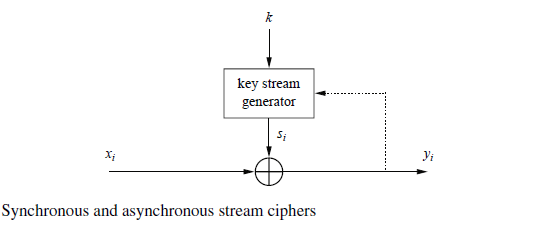 k
key stream
generator
s_i
x_i
y_i
Synchronous and asynchronous stream ciphers